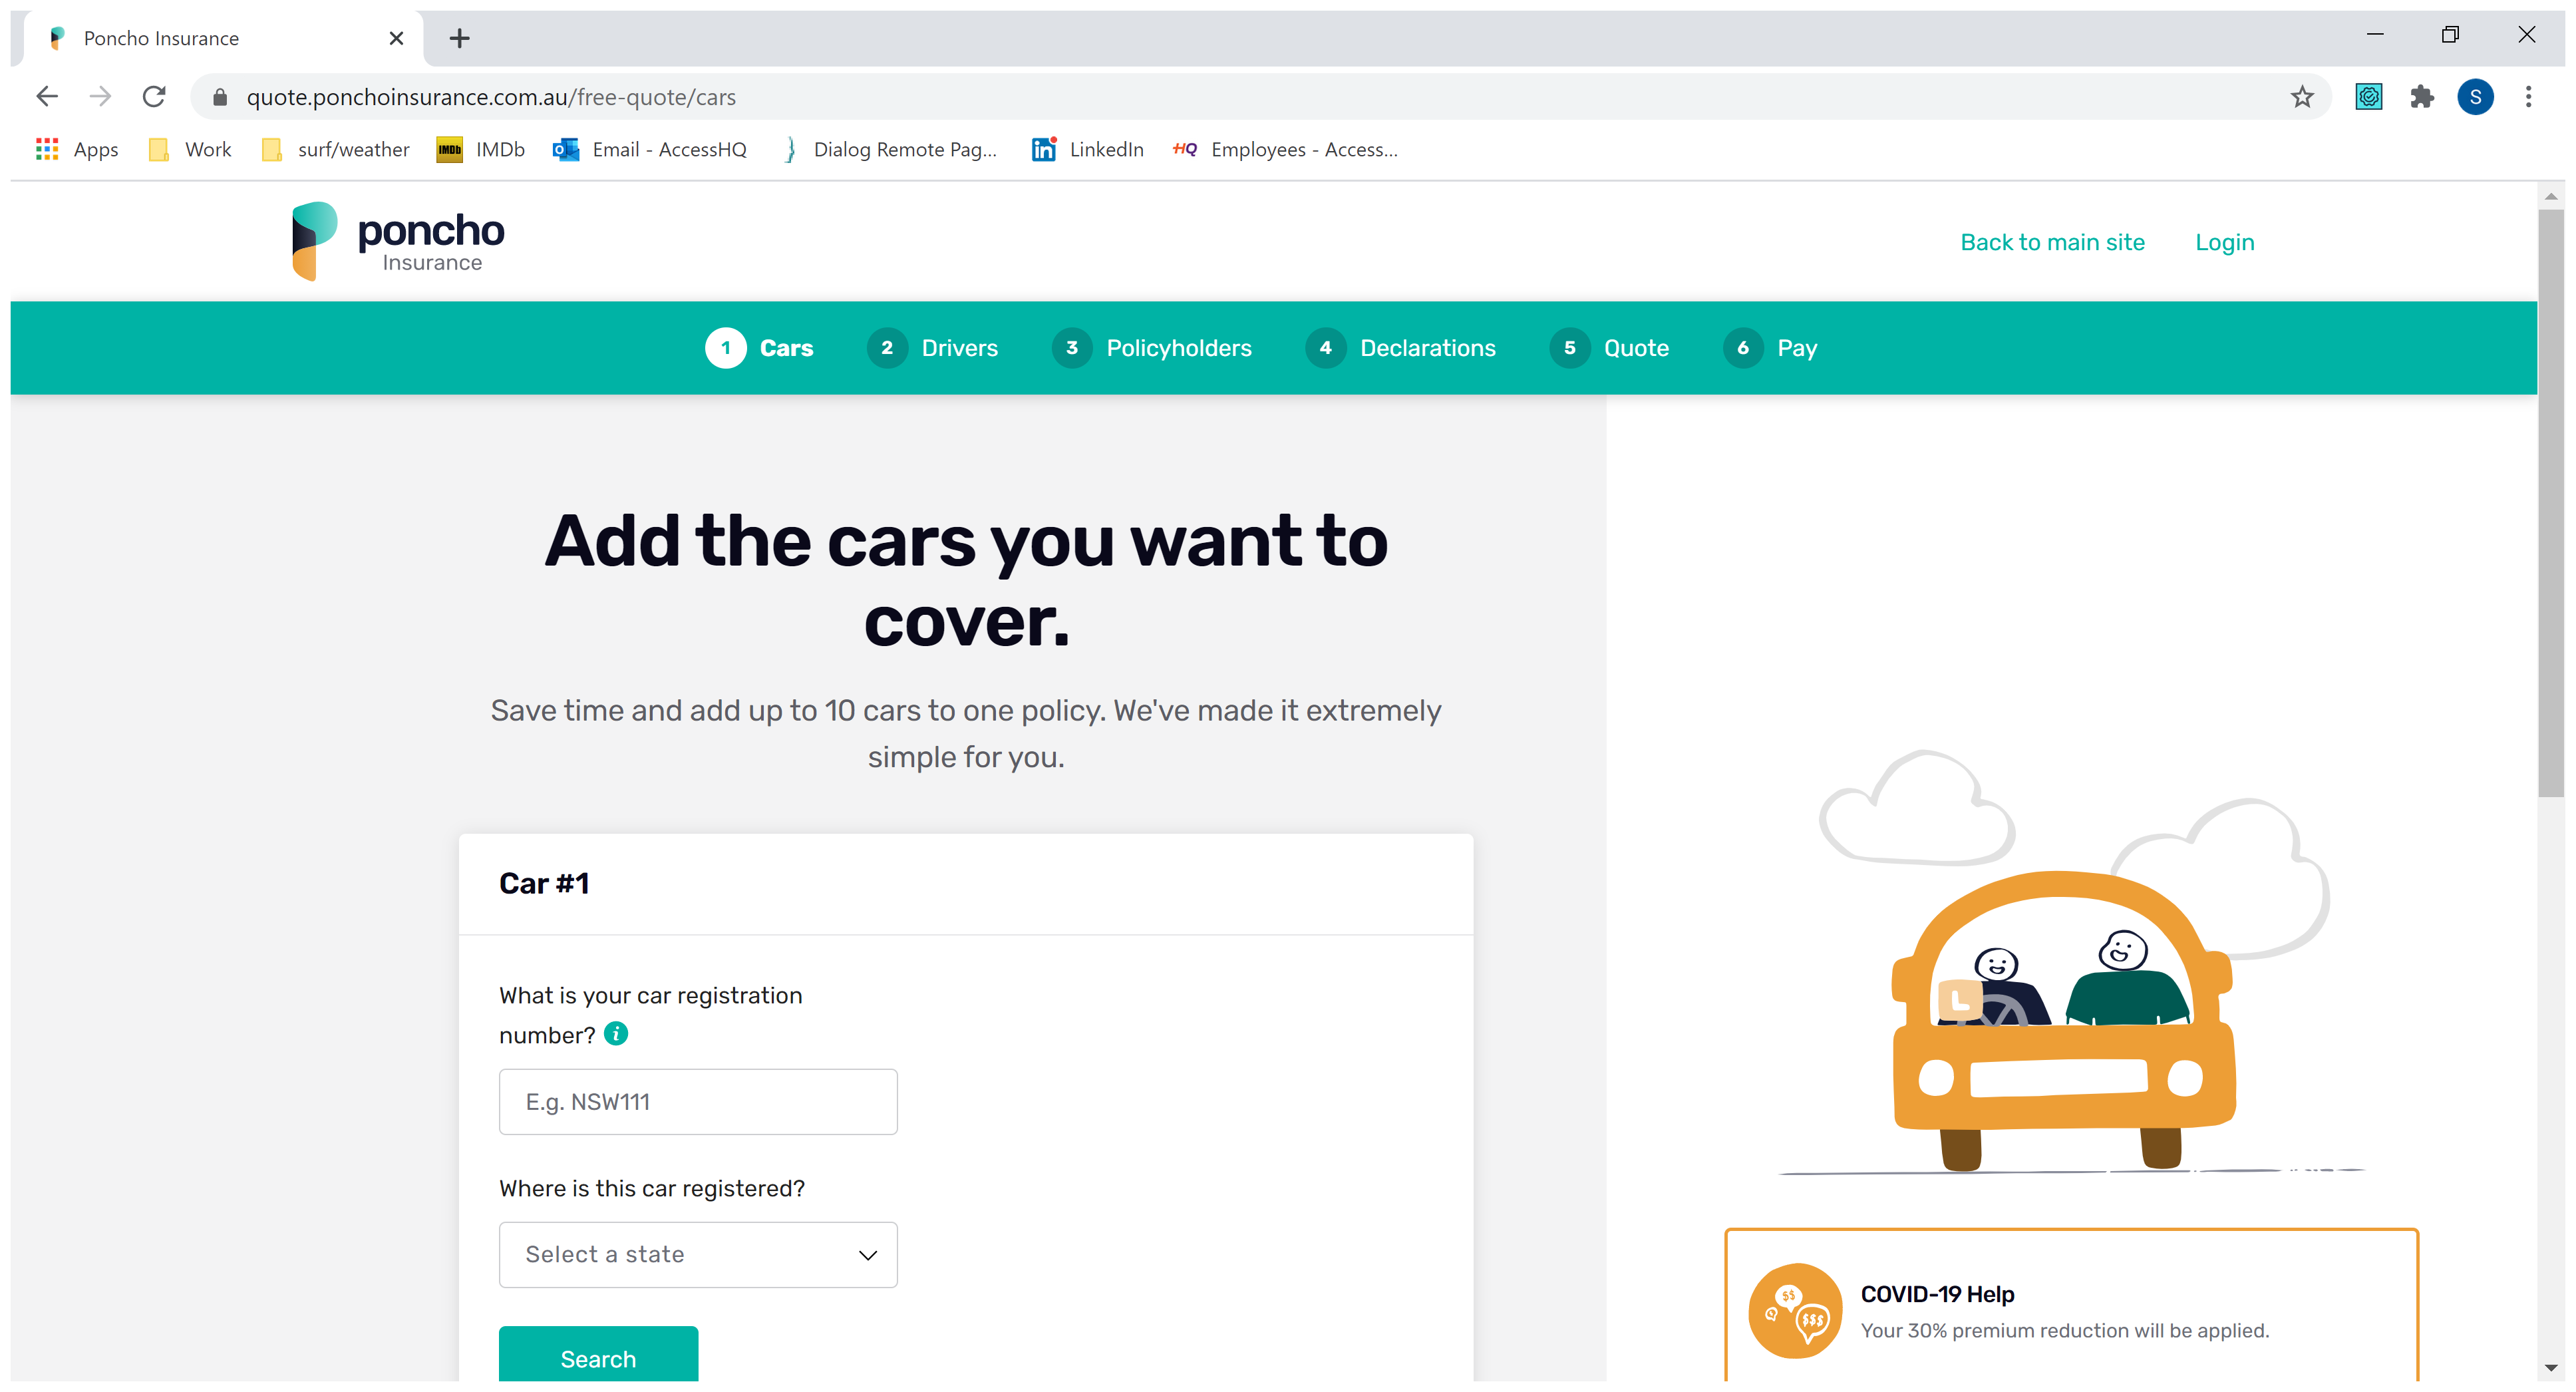 Poncho Insurance
quote.ponchoinsurance.com.au/free-quote/cars
S
Apps Work surf/weather IMDb IMDb Email - AccessHQ Dialog Remote Pag... in LinkedIn HQ Employees - Access...
poncho
Insurance
Back to main site Login
1 Cars 2 Drivers 3 Policyholders 4 Declarations 5 Quote 6 Pay
Add the cars you want to
cover.
Save time and add up to 10 cars to one policy. We've made it extremely
simple for you.
Car #1
What is your car registration
number? i
E.g. NSW111
Where is this car registered?
Select a state
Search
L
$$
$$$
COVID-19 Help
Your 30% premium reduction will be applied.